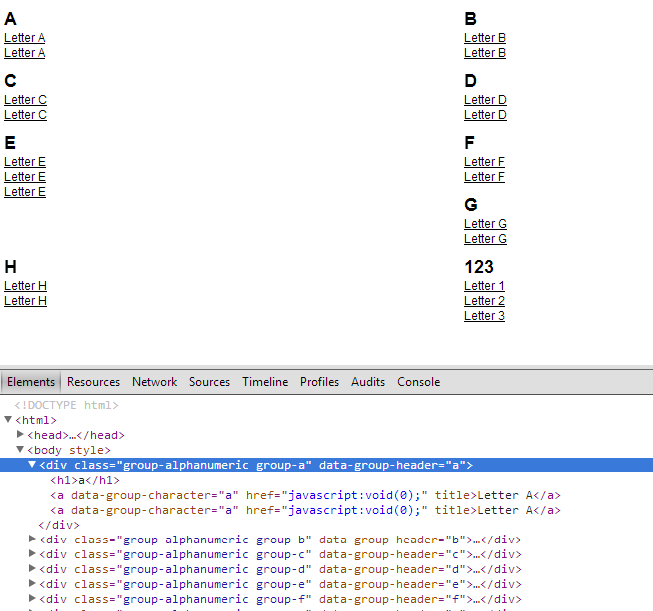 A
Letter A
Letter A
B
Letter B
Letter B
C
Letter C
Letter C
D
Letter D
Letter D
E
Letter E
Letter E
Letter E
F
Letter F
Letter F
G
Letter G
Letter G
H
Letter H
Letter H
123
Letter 1
Letter 2
Letter 3
Elements Resources Network Sources Timeline Profiles Audits Console
<!DOCTYPE html>
<html>
<head>…</head>
<body style>
<div class="group-alphanumeric group-a" data-group-header="a">
<h1>a</h1>
<a data-group-character="a" href="javascript:void(0);" title>Letter A</a>
<a data-group-character="a" href="javascript:void(0);" title>Letter A</a>
</div>
<div class="group-alphanumeric group-b" data-group-header="b">…</div>
<div class="group-alphanumeric group-c" data-group-header="c">…</div>
<div class="group-alphanumeric group-d" data-group-header="d">…</div>
<div class="group-alphanumeric group-e" data-group-header="e">…</div>
<div class="group-alphanumeric group-f" data-group-header="f">…</div>